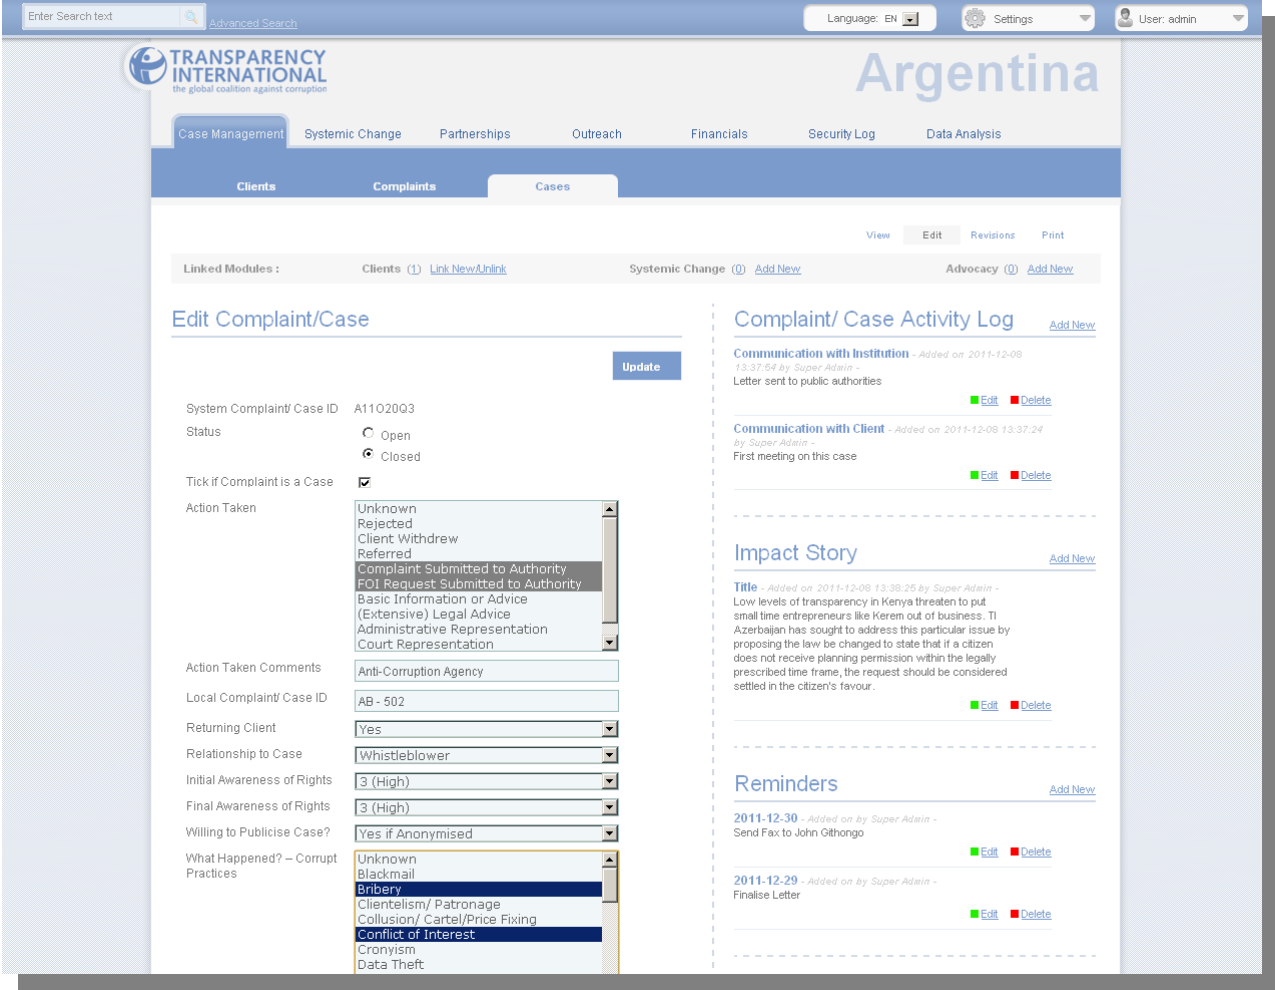 Enter Search text
Advanced Search
Language: EN
Settings
User: admin
TRANSPARENCY
INTERNATIONAL
the global coalition against corruption
Argentina
Case Management Systemic Change Partnerships Outreach Financials Security Log Data Analysis
Clients Complaints Cases
View Edit Revisions Print
Linked Modules : Clients (1) Link New/Unlink Systemic Change (0) Add New Advocacy (0) Add New
Edit Complaint/Case
Update
System Complaint/ Case ID A11O20Q3
Status Open
Closed
Tick if Complaint is a Case
Action Taken
Unknown
Rejected
Client Withdrew
Referred
Complaint Submitted to Authority
FOI Request Submitted to Authority
Basic Information or Advice
(Extensive) Legal Advice
Administrative Representation
Court Representation
Action Taken Comments Anti-Corruption Agency
Local Complaint/ Case ID AB - 502
Returning Client Yes
Relationship to Case Whistleblower
Initial Awareness of Rights 3 (High)
Final Awareness of Rights 3 (High)
Willing to Publicise Case? Yes if Anonymised
What Happened? – Corrupt
Practices
Unknown
Blackmail
Bribery
Clientelism/ Patronage
Collusion/ Cartel/Price Fixing
Conflict of Interest
Cronyism
Data Theft
Complaint/ Case Activity Log Add New
Communication with Institution - Added on 2011-12-08
13:37:54 by Super Admin -
Letter sent to public authorities
Edit Delete
Communication with Client - Added on 2011-12-08 13:37:24
by Super Admin -
First meeting on this case
Edit Delete
Impact Story Add New
Title - Added on 2011-12-08 13:38:25 by Super Admin -
Low levels of transparency in Kenya threaten to put
small time entrepreneurs like Kerem out of business. TI
Azerbaijan has sought to address this particular issue by
proposing the law be changed to state that if a citizen
does not receive planning permission within the legally
prescribed time frame, the request should be considered
settled in the citizen's favour.
Edit Delete
Reminders Add New
2011-12-30 - Added on by Super Admin -
Send Fax to John Githongo
Edit Delete
2011-12-29 - Added on by Super Admin -
Finalise Letter
Edit Delete